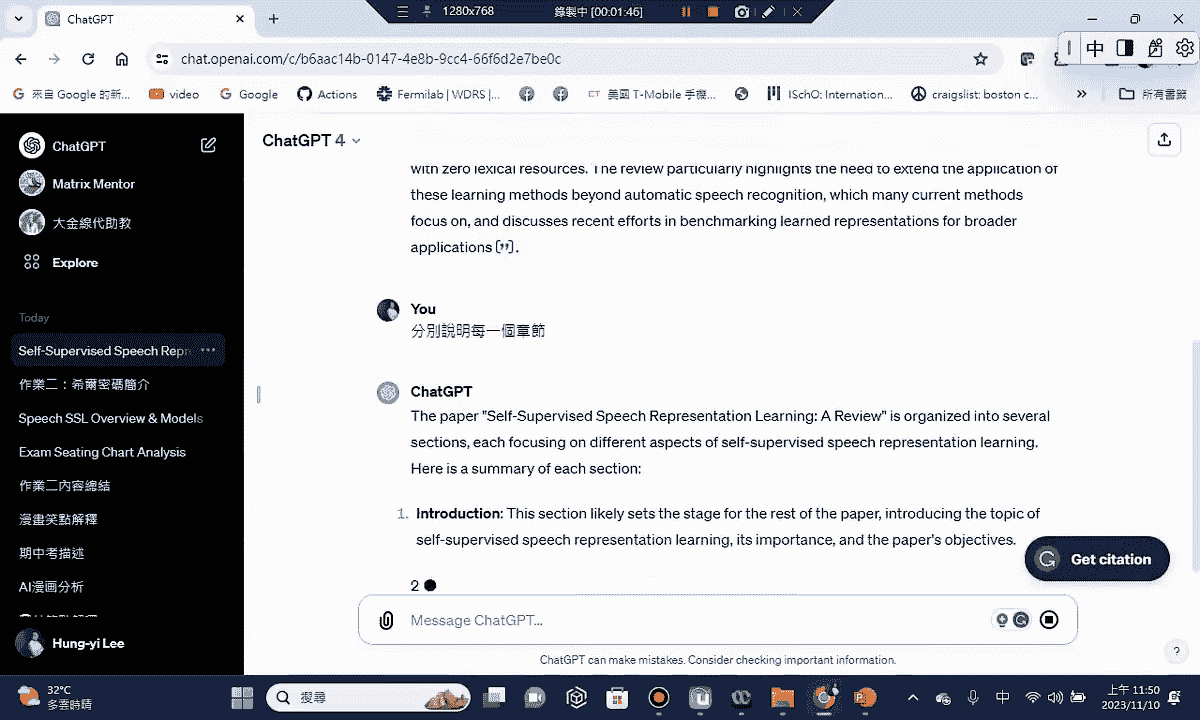 ChatGPT
1280x768
錄製中 [00:01:46]
chat.openai.com/c/b6aac14b-0147-4e8b-9cc4-66f6d2e7be0c
中
來自 Google 的新...
video
Google
Actions
Fermilab | WDRS |...
美國 T-Mobile 手機...
ISchO: Internation...
craigslist: boston c...
所有書籤
ChatGPT
Matrix Mentor
大金線代助教
Explore
Today
Self-Supervised Speech Repr
作業二：希爾密碼簡介
Speech SSL Overview & Models
Exam Seating Chart Analysis
作業二內容總結
漫畫笑點解釋
期中考描述
AI漫画分析
Hung-yi Lee
ChatGPT 4
with zero lexical resources. The review particularly highlights the need to extend the application of
these learning methods beyond automatic speech recognition, which many current methods
focus on, and discusses recent efforts in benchmarking learned representations for broader
applications ["].
You
分別說明每一個章節
ChatGPT
The paper "Self-Supervised Speech Representation Learning: A Review" is organized into several
sections, each focusing on different aspects of self-supervised speech representation learning.
Here is a summary of each section:
1. Introduction: This section likely sets the stage for the rest of the paper, introducing the topic of
self-supervised speech representation learning, its importance, and the paper's objectives.
2
Get citation
Message ChatGPT...
ChatGPT can make mistakes. Consider checking important information.
?
32°C
多雲時晴
搜尋
中
上午 11:50
2023/11/10